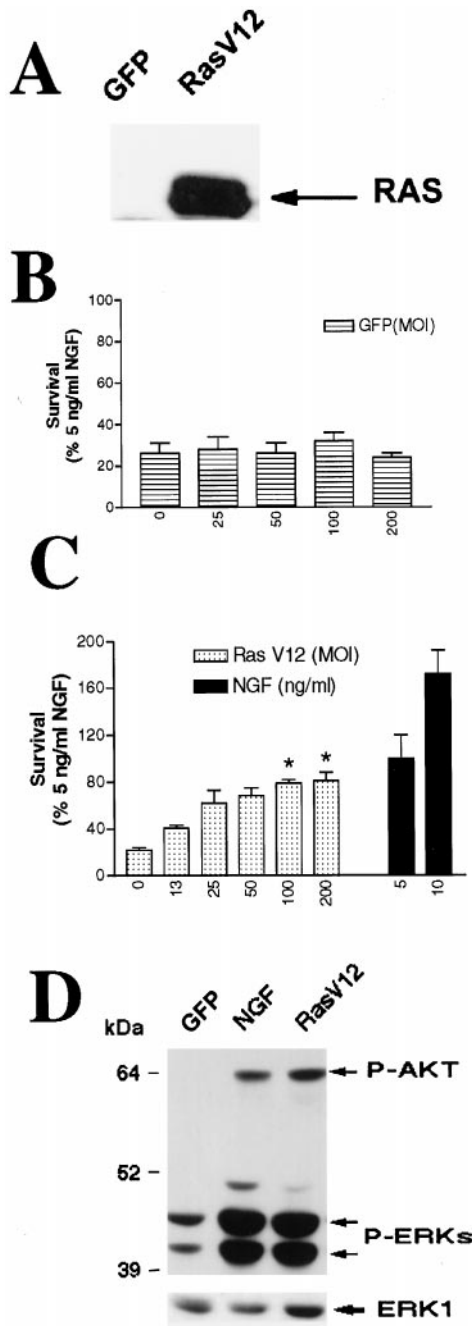 A
GFP
RasV12
RAS
B
100
80
60
40
20
0
Survival
(% 5 ng/ml NGF)
GFP(MOI)
0 25 50 100 200
C
200
160
120
80
40
0
Survival
(% 5 ng/ml NGF)
Ras V12 (MOI)
NGF (ng/ml)
* *
0 13 25 50 100 200 5 10
D
kDa
GFP
NGF
RasV12
64 –
P-AKT
52 –
P-ERKs
39 –
ERK1